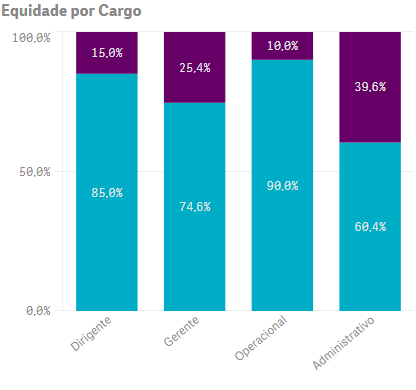 Equidade por Cargo
100,0%
50,0%
0,0%
15,0%
25,4%
10,0%
39,6%
85,0%
74,6%
90,0%
60,4%
Dirigente
Gerente
Operacional
Administrativo